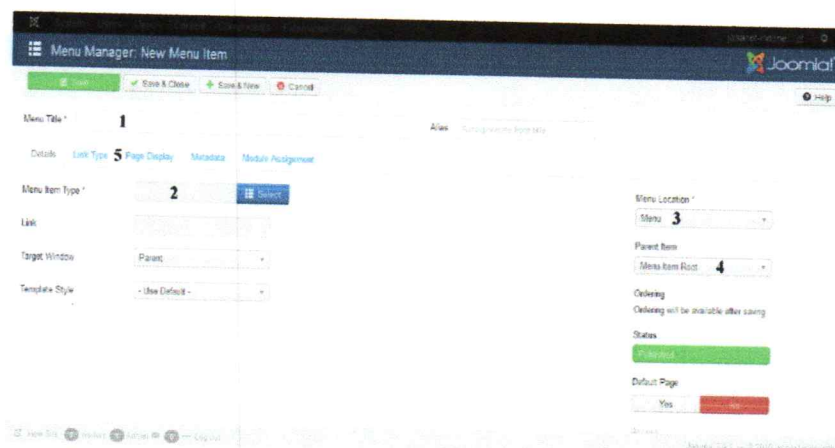 Menu Manager: New Menu Item
Joomla!
Save
Save & Close
Save & New
Cancel
Help
Menu Title * 1
Alias
Details Link Type 5 Page Display Metadata Module Assignment
Menu Item Type * 2 Select
Menu Location *
Menu 3
Link
Parent Item
Target Window Parent
Menu Item Root 4
Template Style - Use Default -
Ordering
Ordering will be available after saving
Status
Published
Default Page
Yes No
Log out